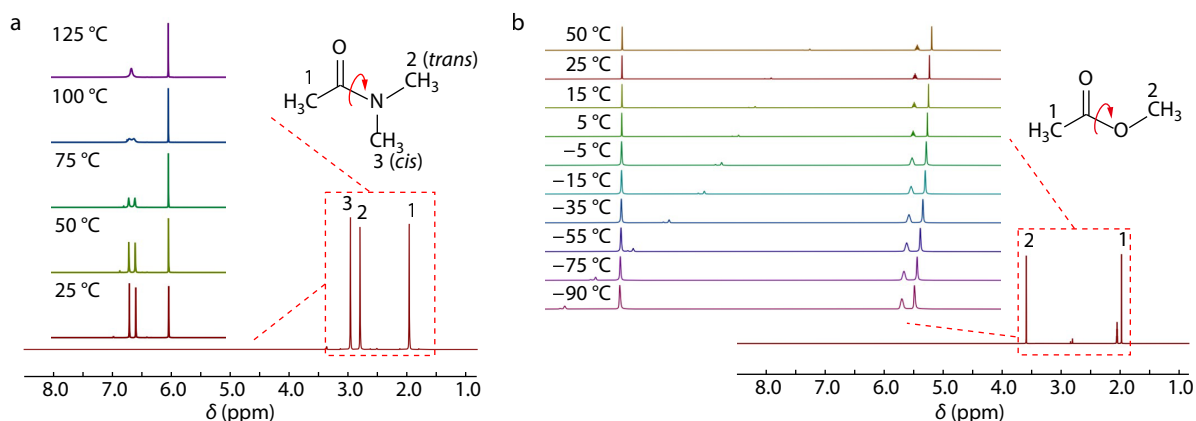 a
125 °C
100 °C
75 °C
50 °C
25 °C
O
1
H₃C
N
CH₃
2 (trans)
CH₃
3 (cis)
3
2
1
8.0 7.0 6.0 5.0 4.0 3.0 2.0 1.0
δ (ppm)
b
50 °C
25 °C
15 °C
5 °C
−5 °C
−15 °C
−35 °C
−55 °C
−75 °C
−90 °C
O
1
H₃C
O
CH₃
2
2
1
8.0 7.0 6.0 5.0 4.0 3.0 2.0 1.0
δ (ppm)